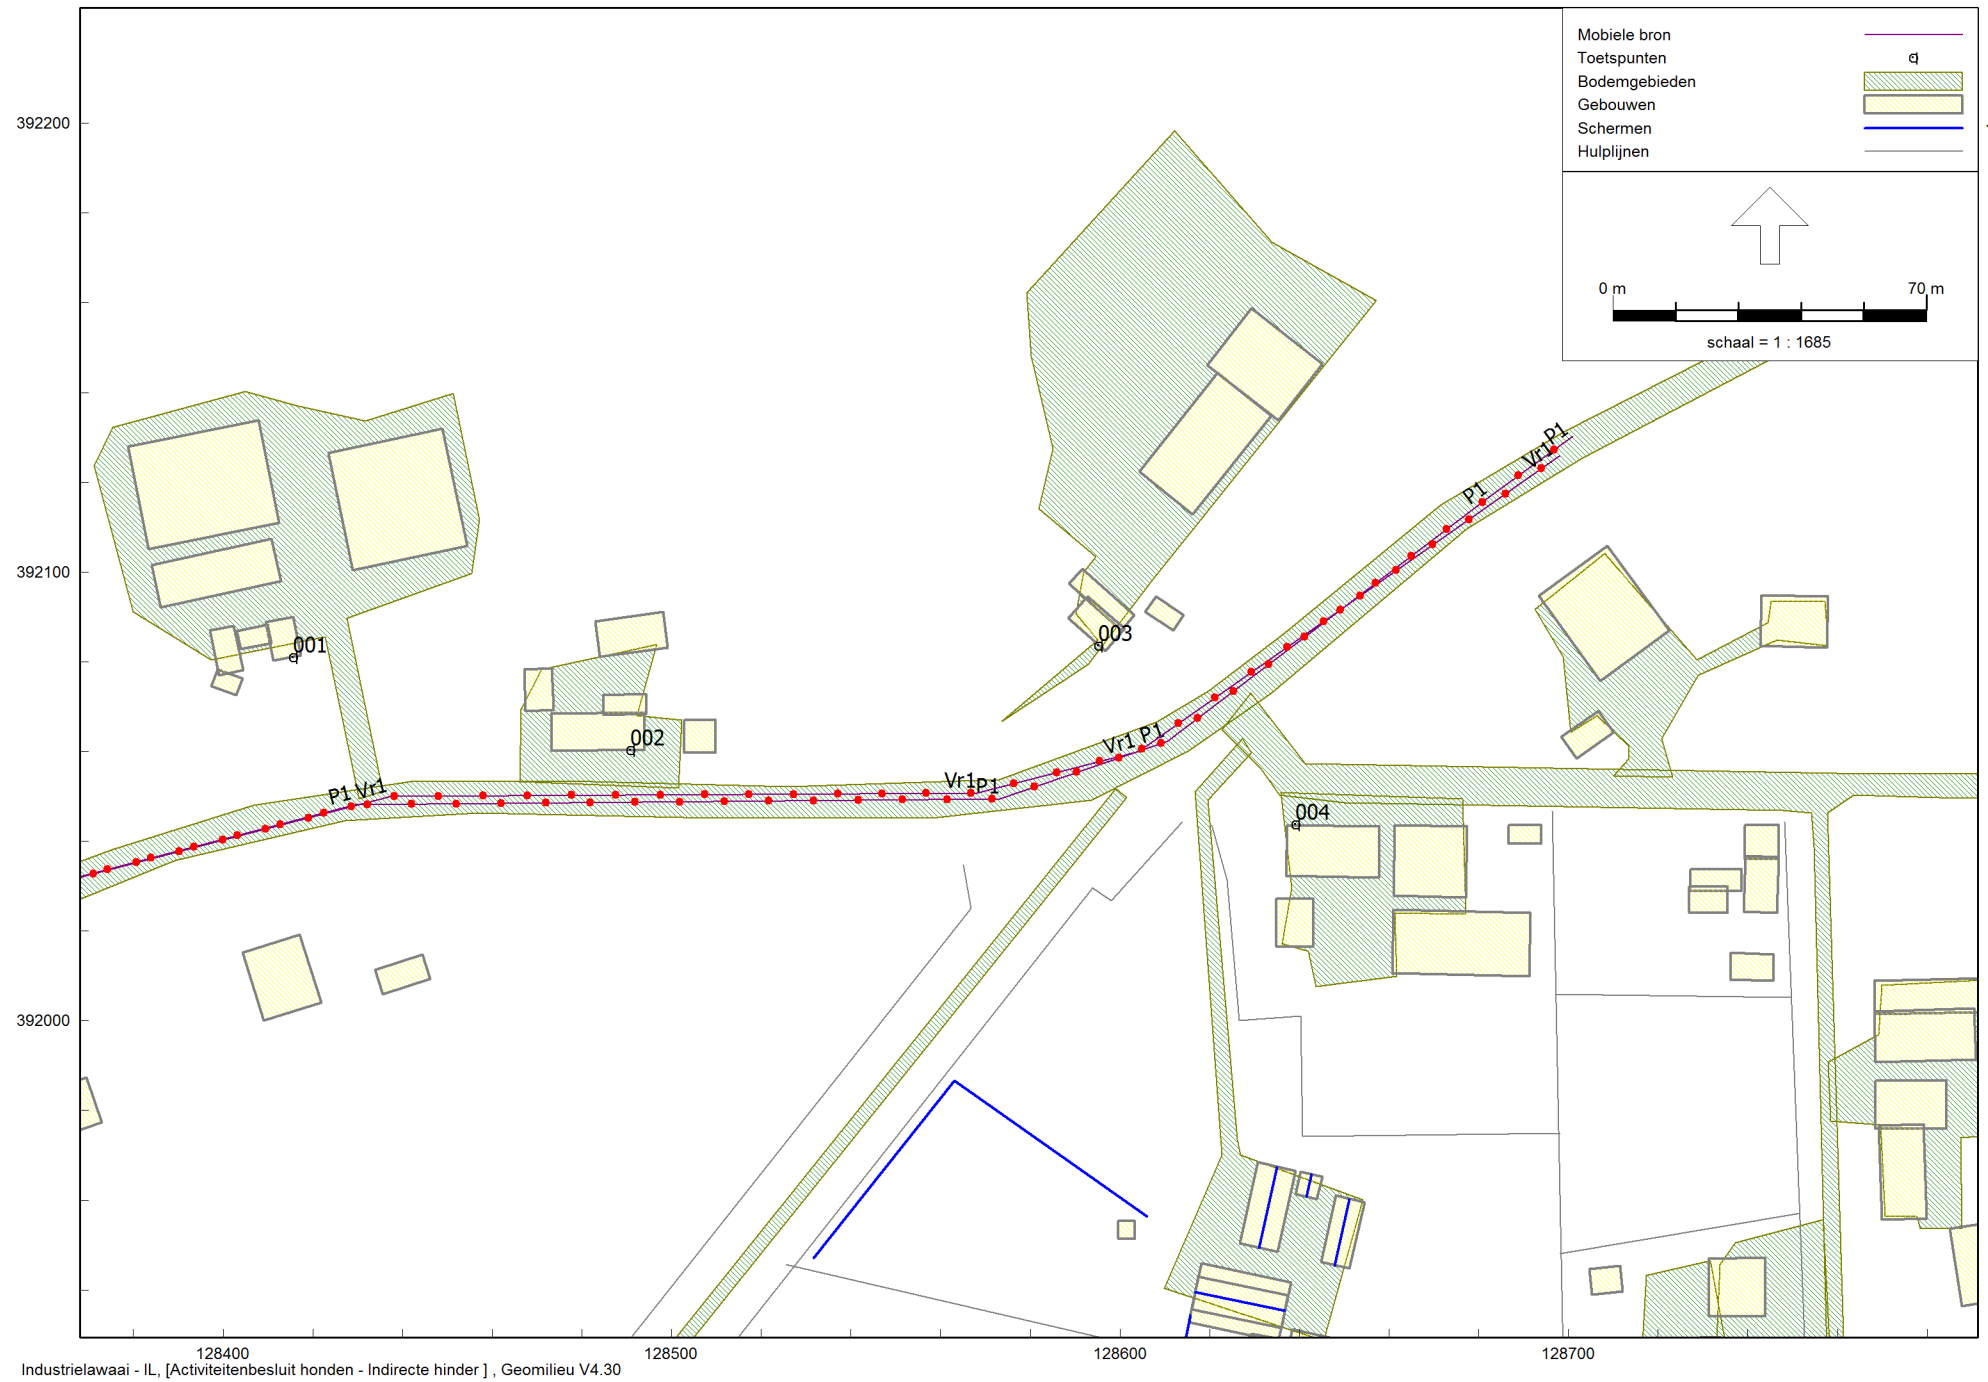 Mobiele bron
Toetspunten
Bodemgebieden
Gebouwen
Schermen
Hulplijnen
0 m 70 m
schaal = 1 : 1685
392200
392100
392000
P1
Vr1
P1
003
001
002
Vr1 P1
Vr1 P1
P1 Vr1
004
128400 128500 128600 128700
Industrielawaai - IL, [Activiteitenbesluit honden - Indirecte hinder ] , Geomilieu V4.30